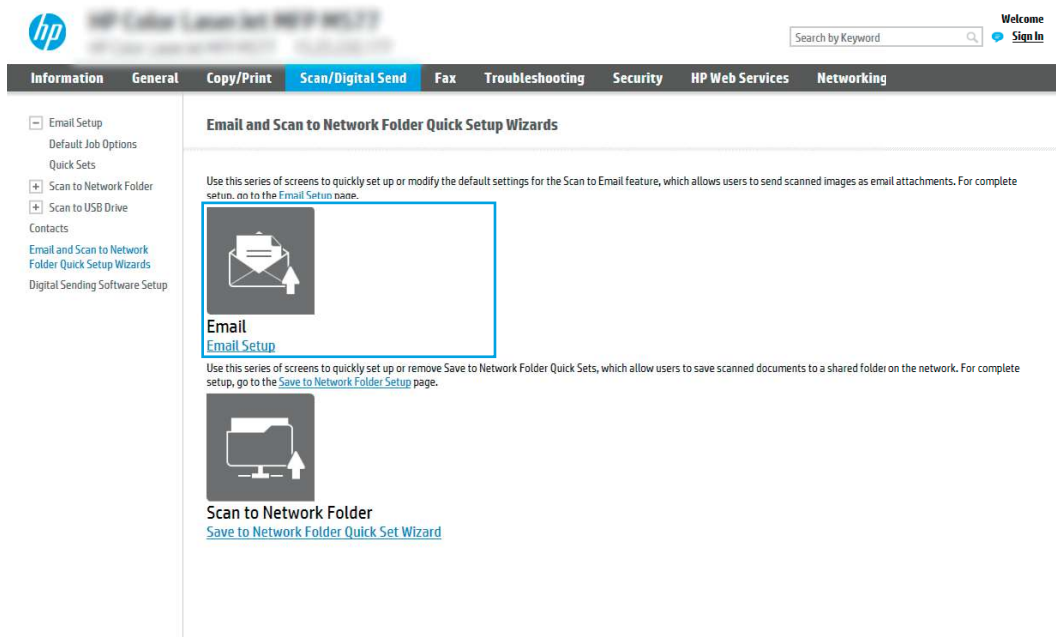 hp
Welcome
Search by Keyword
Sign In
Information General Copy/Print Scan/Digital Send Fax Troubleshooting Security HP Web Services Networking
Email Setup
Default Job Options
Quick Sets
Scan to Network Folder
Scan to USB Drive
Contacts
Email and Scan to Network
Folder Quick Setup Wizards
Digital Sending Software Setup
Email and Scan to Network Folder Quick Setup Wizards
Use this series of screens to quickly set up or modify the default settings for the Scan to Email feature, which allows users to send scanned images as email attachments. For complete
setup, go to the Email Setup page.
Email
Email Setup
Use this series of screens to quickly set up or remove Save to Network Folder Quick Sets, which allow users to save scanned documents to a shared folder on the network. For complete
setup, go to the Save to Network Folder Setup page.
Scan to Network Folder
Save to Network Folder Quick Set Wizard